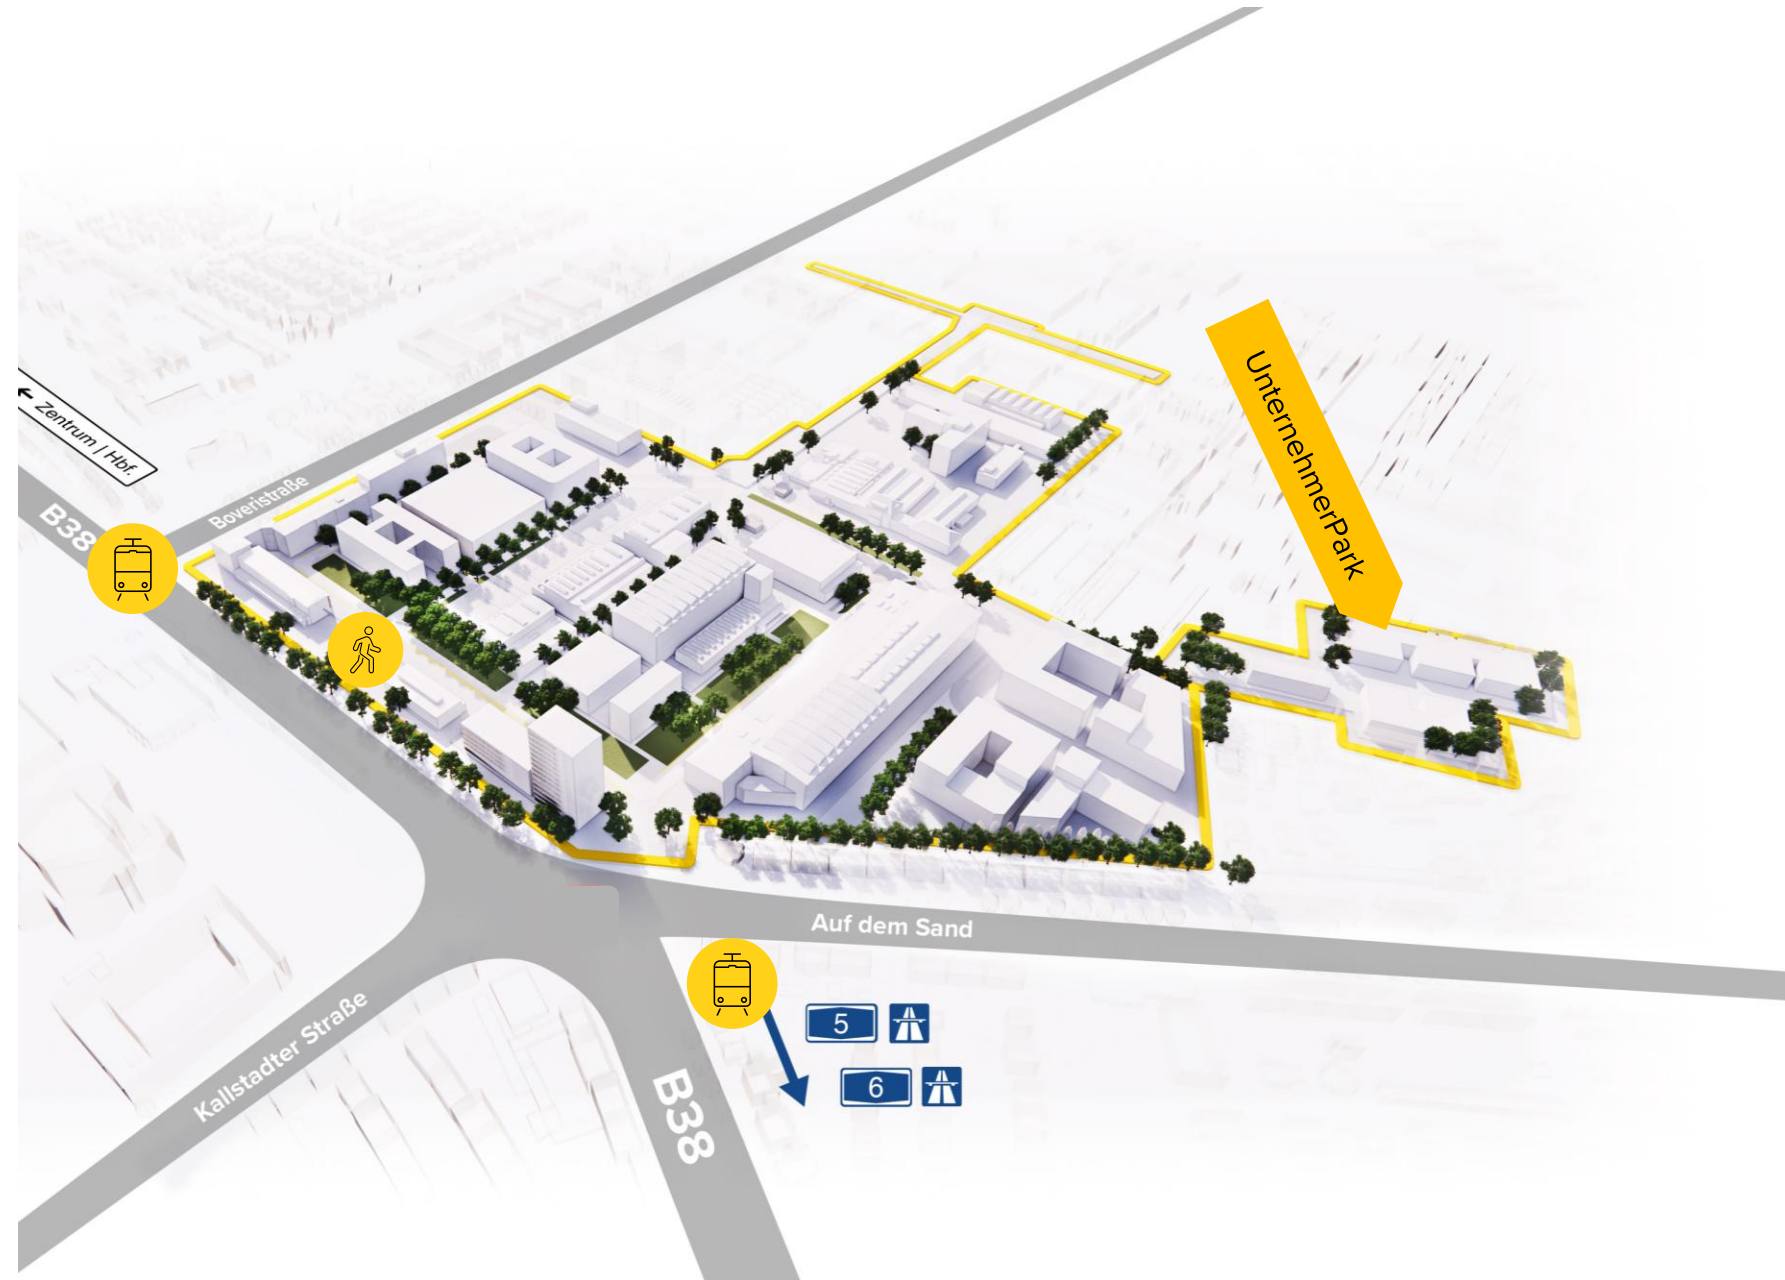 UnternehmerPark
← Zentrum | Hbf.
Boveristraße
B38
Auf dem Sand
Kallstadter Straße
5
6
B38